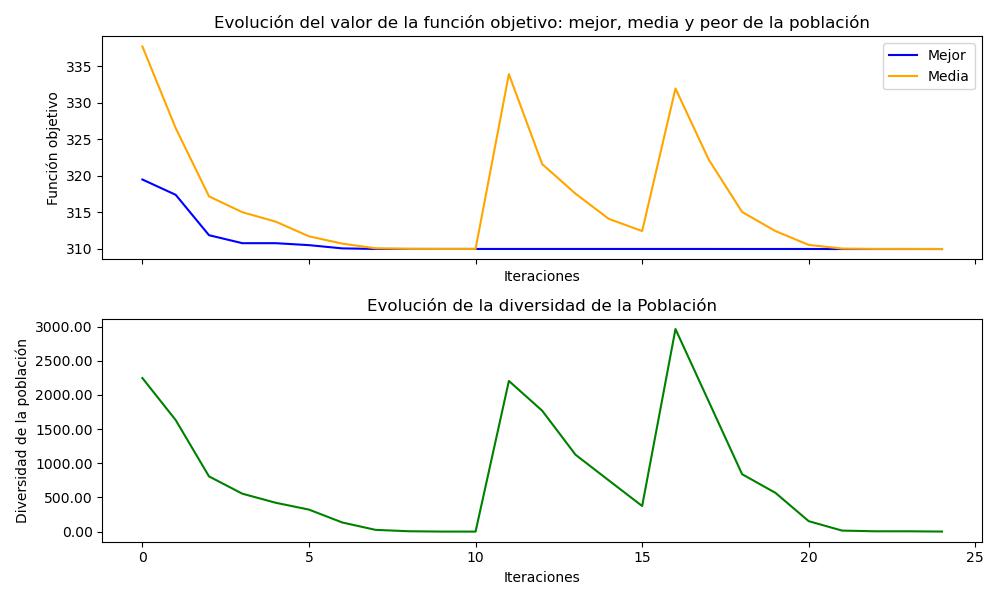 Evolución del valor de la función objetivo: mejor, media y peor de la población
Función objetivo
335
330
325
320
315
310
Mejor
Media
Iteraciones
Evolución de la diversidad de la Población
Diversidad de la población
3000.00
2500.00
2000.00
1500.00
1000.00
500.00
0.00
0 5 10 15 20 25
Iteraciones